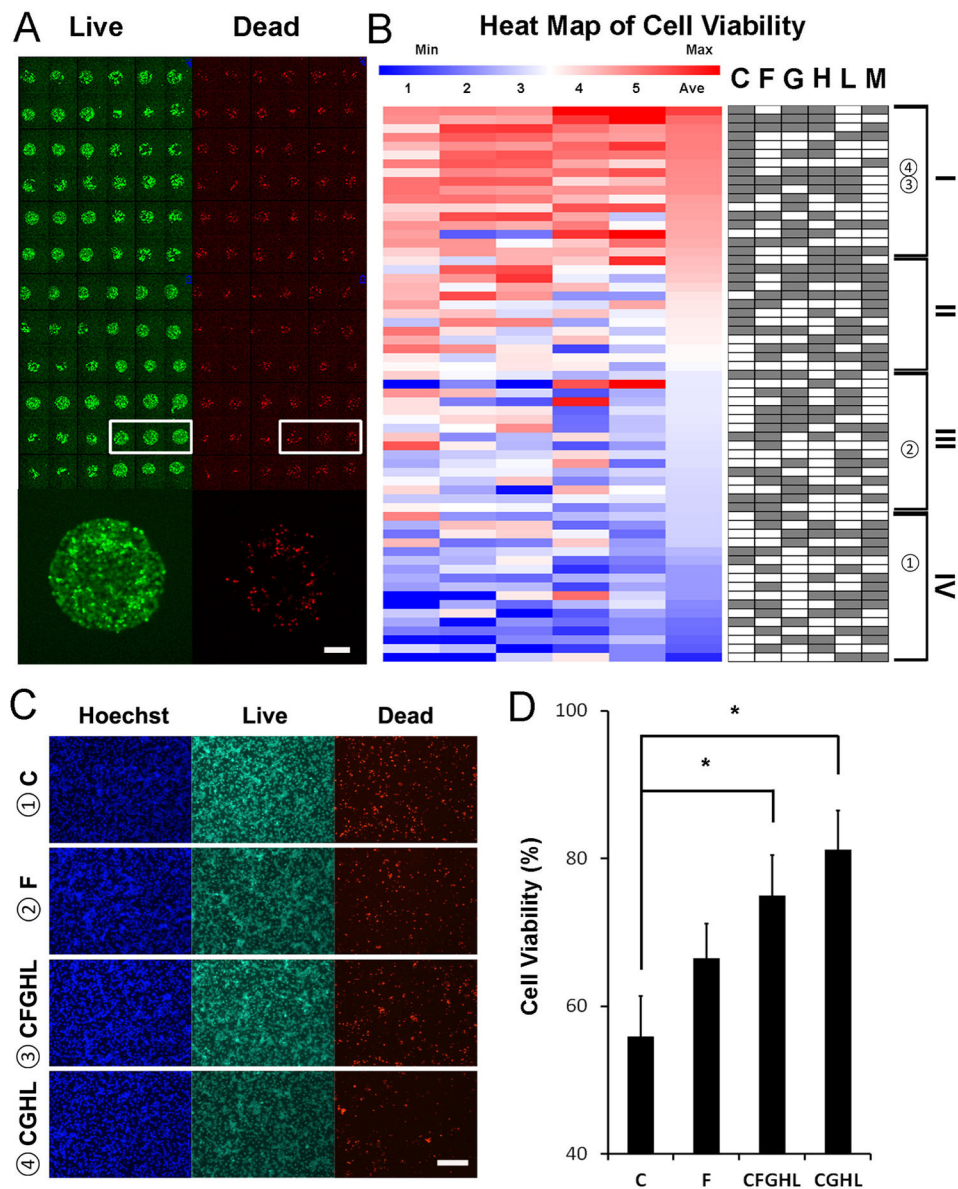 A
Live
Dead
B
Heat Map of Cell Viability
Min
Max
1 2 3 4 5 Ave
C F G H L M
④
③
I
II
III
②
①
IV
C
Hoechst
Live
Dead
① C
② F
③ CFGHL
④ CGHL
D
100
80
60
40
Cell Viability (%)
*
*
C F CFGHL CGHL